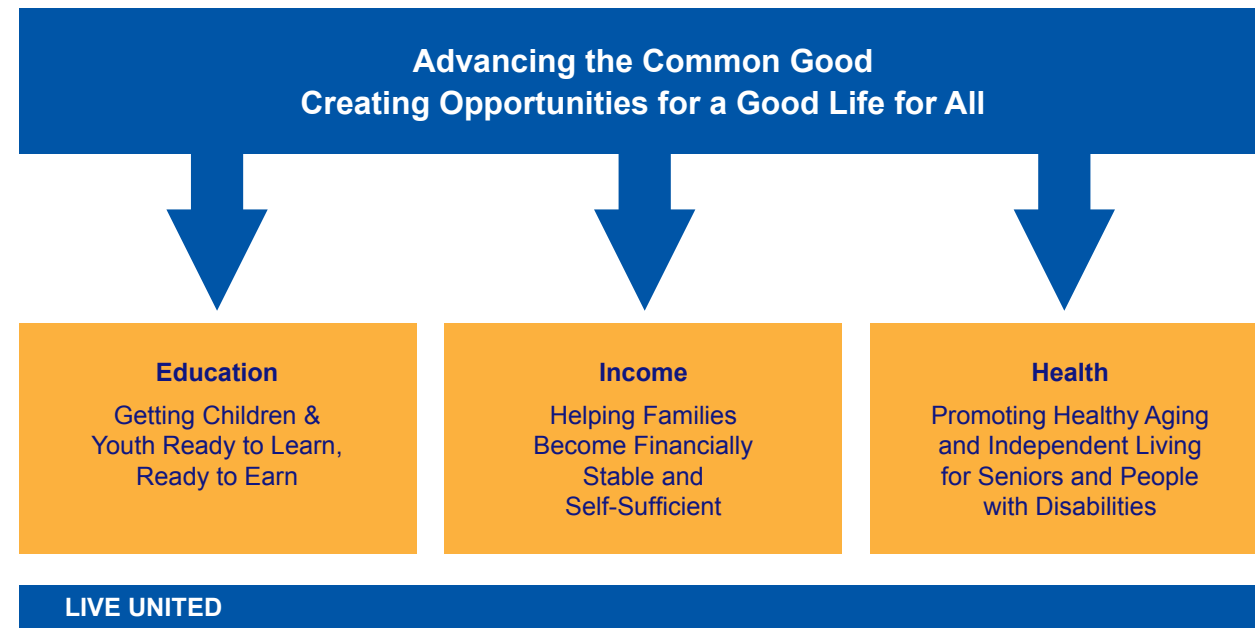 Advancing the Common Good
Creating Opportunities for a Good Life for All
Education
Getting Children &
Youth Ready to Learn,
Ready to Earn
Income
Helping Families
Become Financially
Stable and
Self-Sufficient
Health
Promoting Healthy Aging
and Independent Living
for Seniors and People
with Disabilities
LIVE UNITED